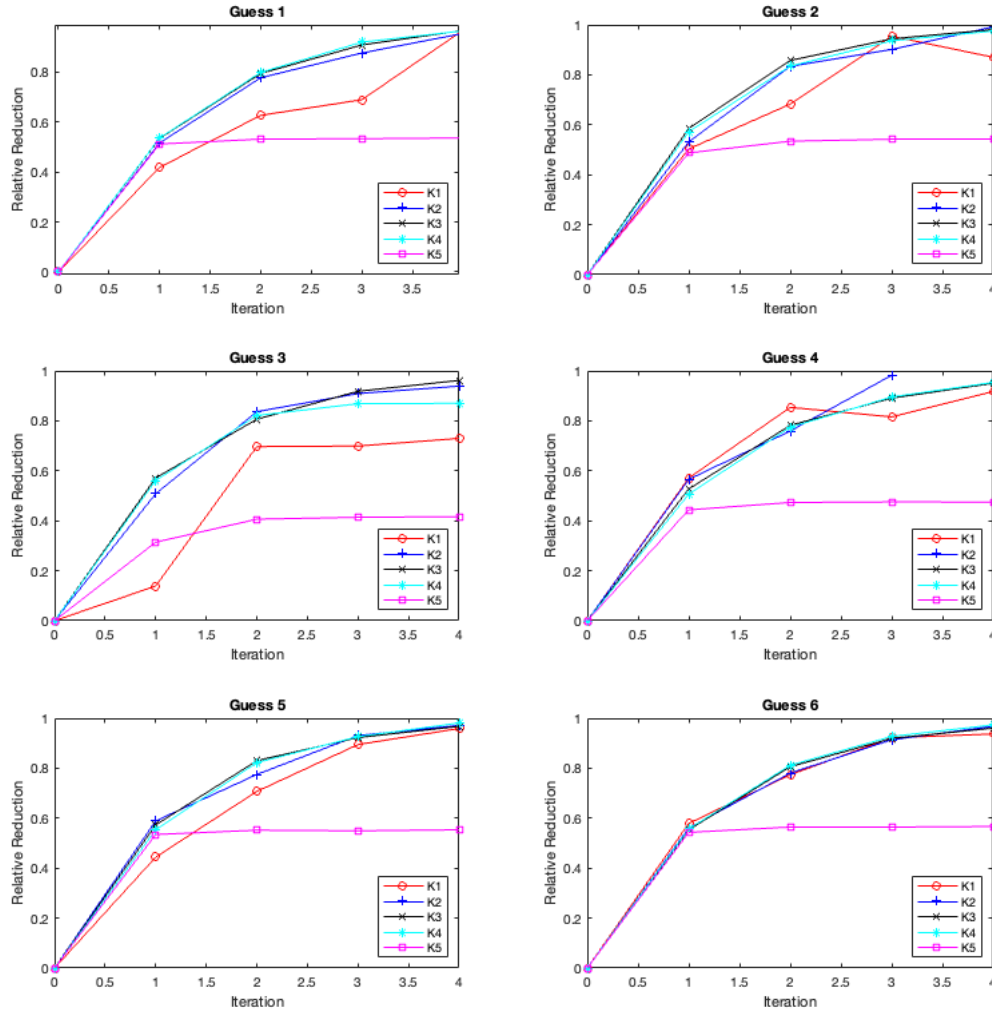 Guess 1
Relative Reduction
0.8
0.6
0.4
0.2
0
0 0.5 1 1.5 2 2.5 3 3.5
Iteration
K1
K2
K3
K4
K5
Guess 2
Relative Reduction
1
0.8
0.6
0.4
0.2
0
0 0.5 1 1.5 2 2.5 3 3.5 4
Iteration
K1
K2
K3
K4
K5
Guess 3
Relative Reduction
1
0.8
0.6
0.4
0.2
0
0 0.5 1 1.5 2 2.5 3 3.5 4
Iteration
K1
K2
K3
K4
K5
Guess 4
Relative Reduction
1
0.8
0.6
0.4
0.2
0
0 0.5 1 1.5 2 2.5 3 3.5 4
Iteration
K1
K2
K3
K4
K5
Guess 5
Relative Reduction
1
0.8
0.6
0.4
0.2
0
0 0.5 1 1.5 2 2.5 3 3.5 4
Iteration
K1
K2
K3
K4
K5
Guess 6
Relative Reduction
1
0.8
0.6
0.4
0.2
0
0 0.5 1 1.5 2 2.5 3 3.5 4
Iteration
K1
K2
K3
K4
K5